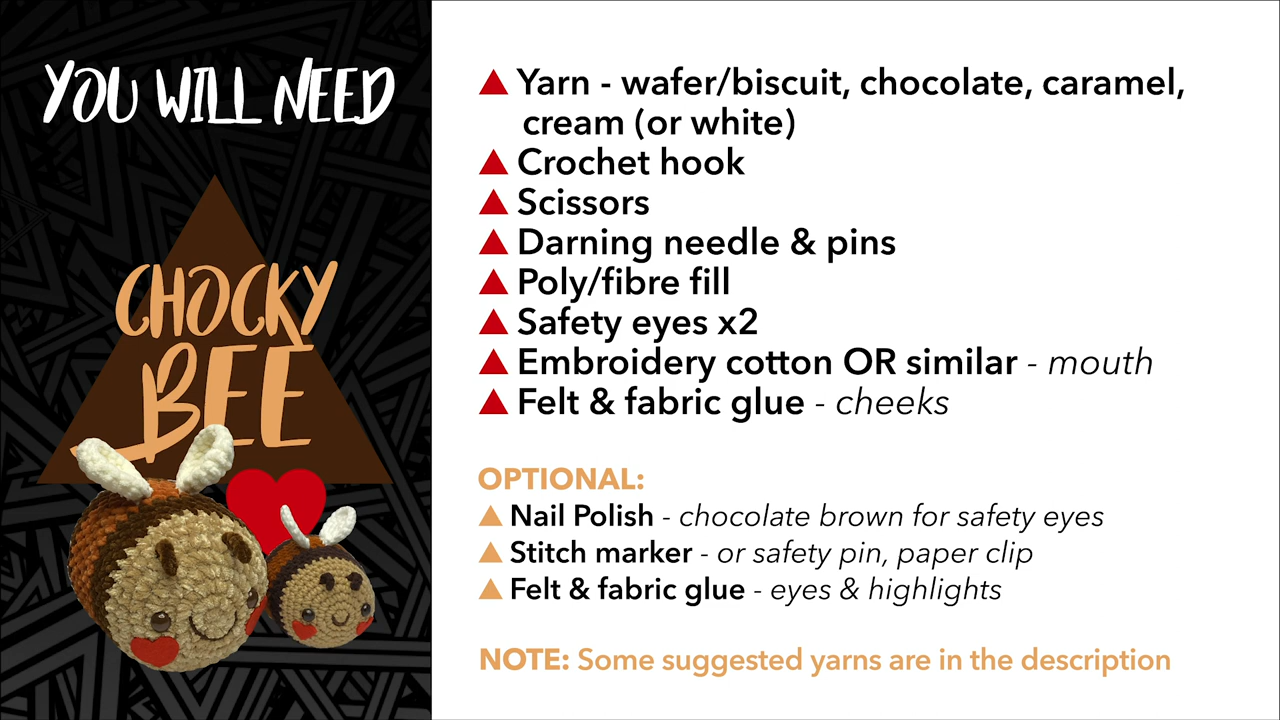 YOU WILL NEED
CHOCKY
BEE
Yarn - wafer/biscuit, chocolate, caramel,
cream (or white)
Crochet hook
Scissors
Darning needle & pins
Poly/fibre fill
Safety eyes x2
Embroidery cotton OR similar - mouth
Felt & fabric glue - cheeks
OPTIONAL:
Nail Polish - chocolate brown for safety eyes
Stitch marker - or safety pin, paper clip
Felt & fabric glue - eyes & highlights
NOTE: Some suggested yarns are in the description